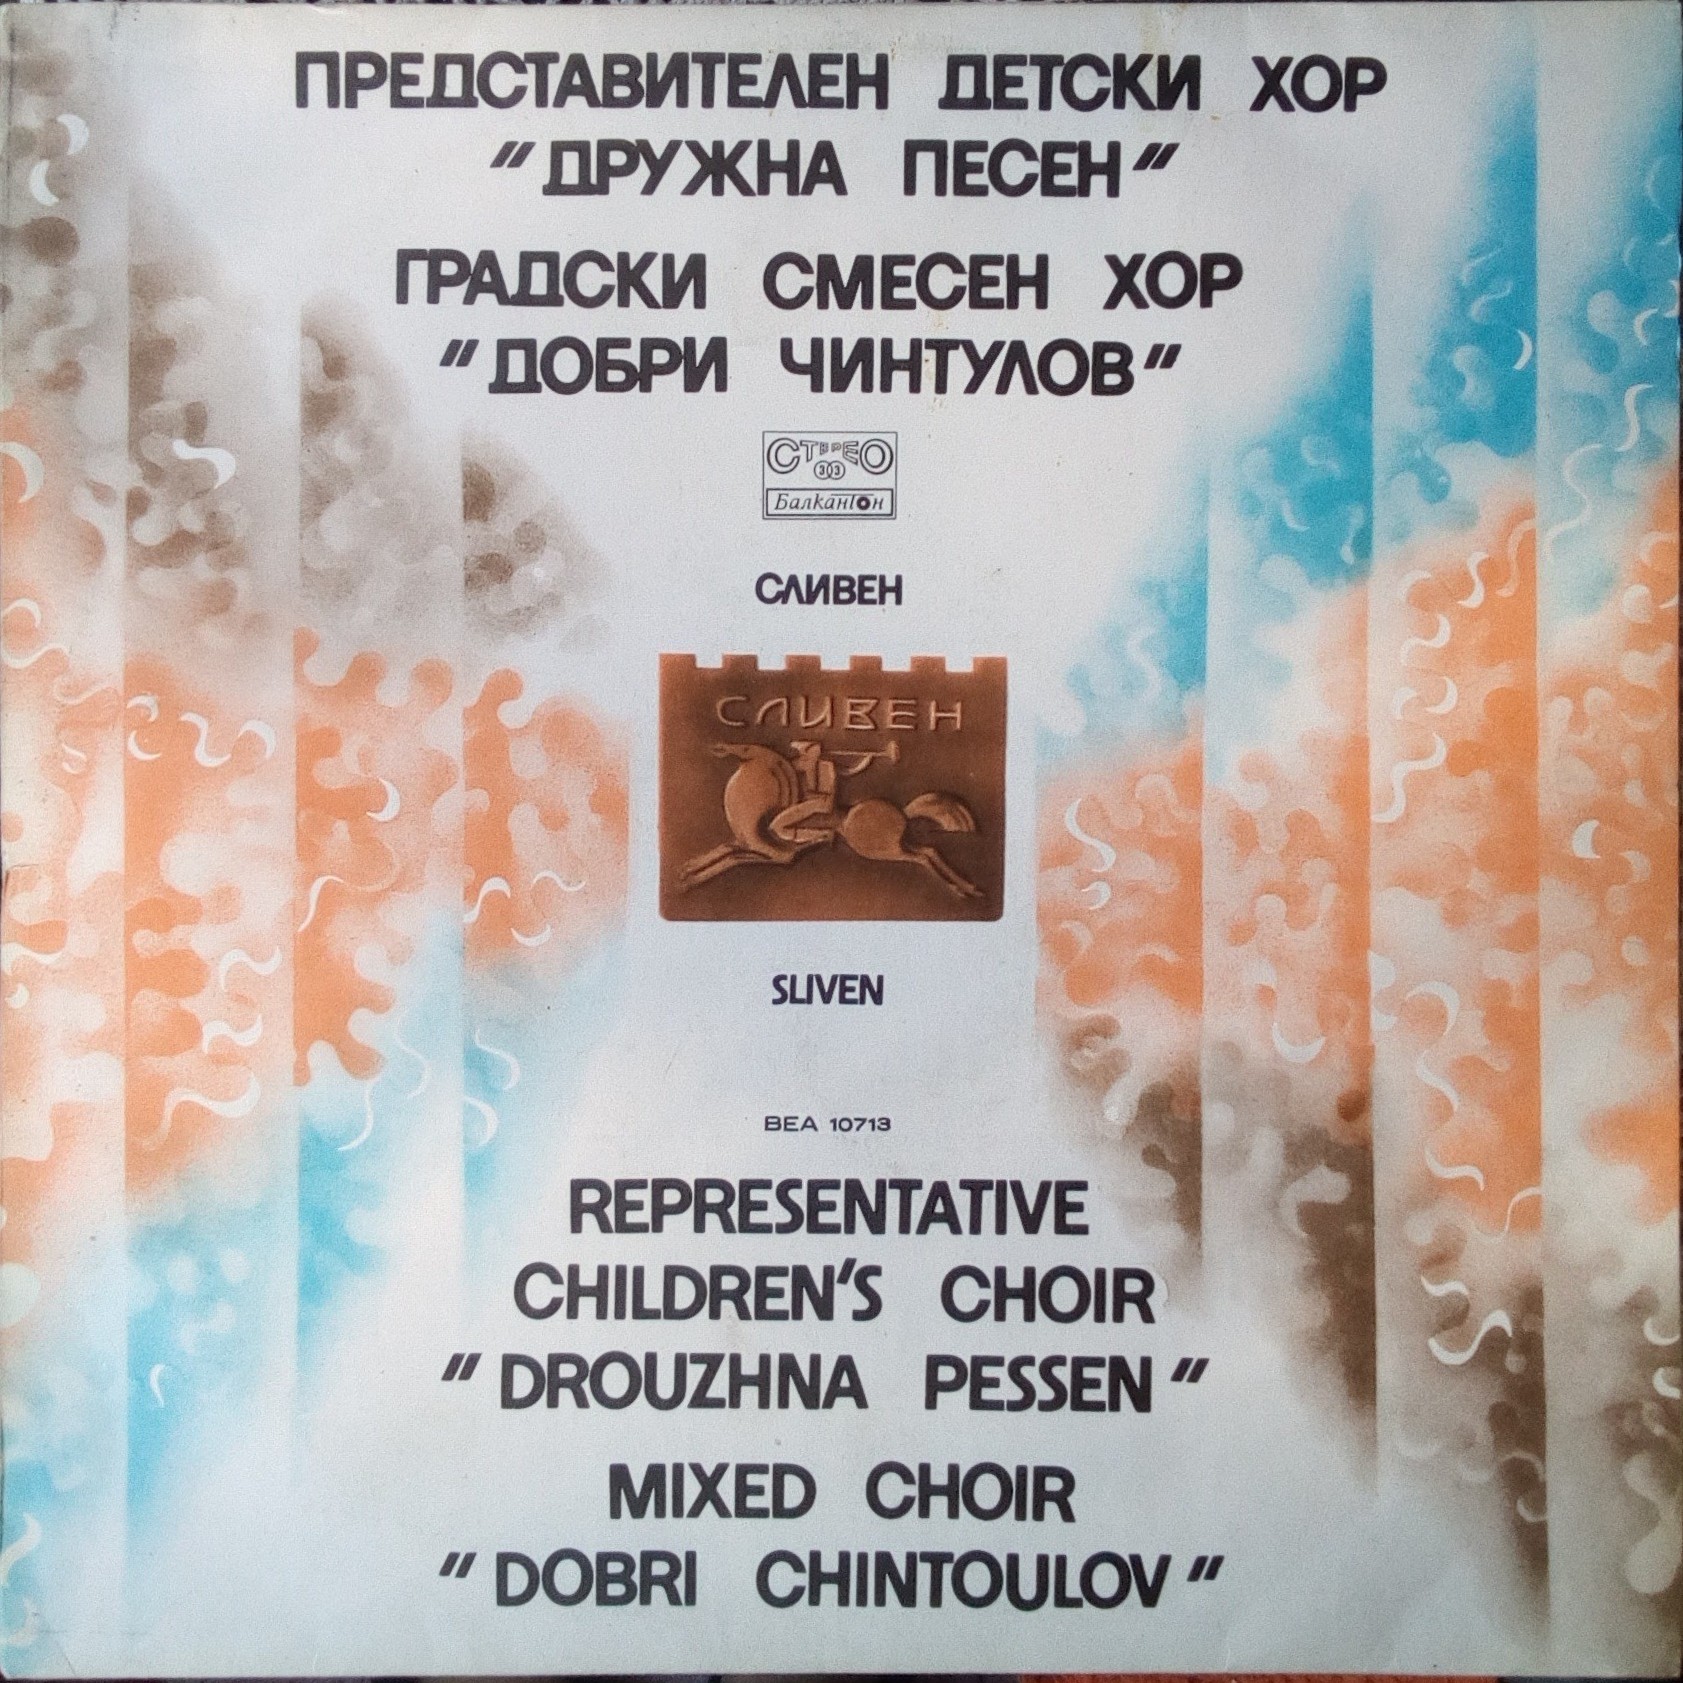 ПРЕДСТАВИТЕЛЕН ДЕТСКИ ХОР
"ДРУЖНА ПЕСЕН"
ГРАДСКИ СМЕСЕН ХОР
"ДОБРИ ЧИНТУЛОВ"
СТЕРЕО
33
Балкантон
СЛИВЕН
СЛИВЕН
SLIVEN
ВЕА 10713
REPRESENTATIVE
CHILDREN'S CHOIR
"DROUZHNA PESSEN"
MIXED CHOIR
"DOBRI CHINTOULOV"